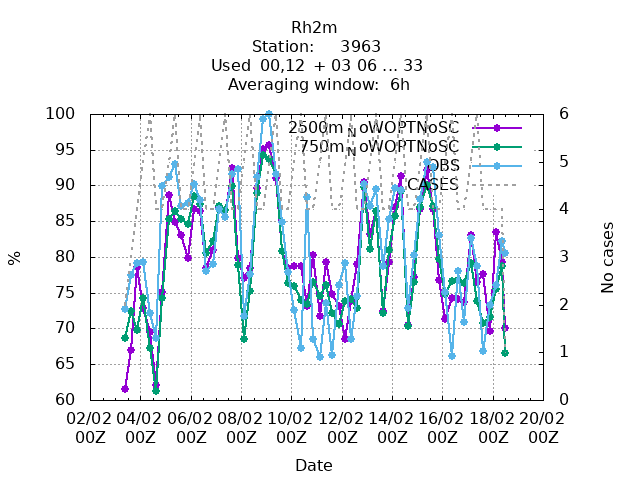 Rh2m
Station: 3963
Used 00,12 + 03 06 ... 33
Averaging window: 6h
100
95
90
85
80
75
70
65
60
%
6
5
4
3
2
1
0
No cases
2500m_NoWOPTNoSC
750m_NoWOPTNoSC
OBS
CASES
02/02 04/02 06/02 08/02 10/02 12/02 14/02 16/02 18/02 20/02
00Z 00Z 00Z 00Z 00Z 00Z 00Z 00Z 00Z 00Z
Date